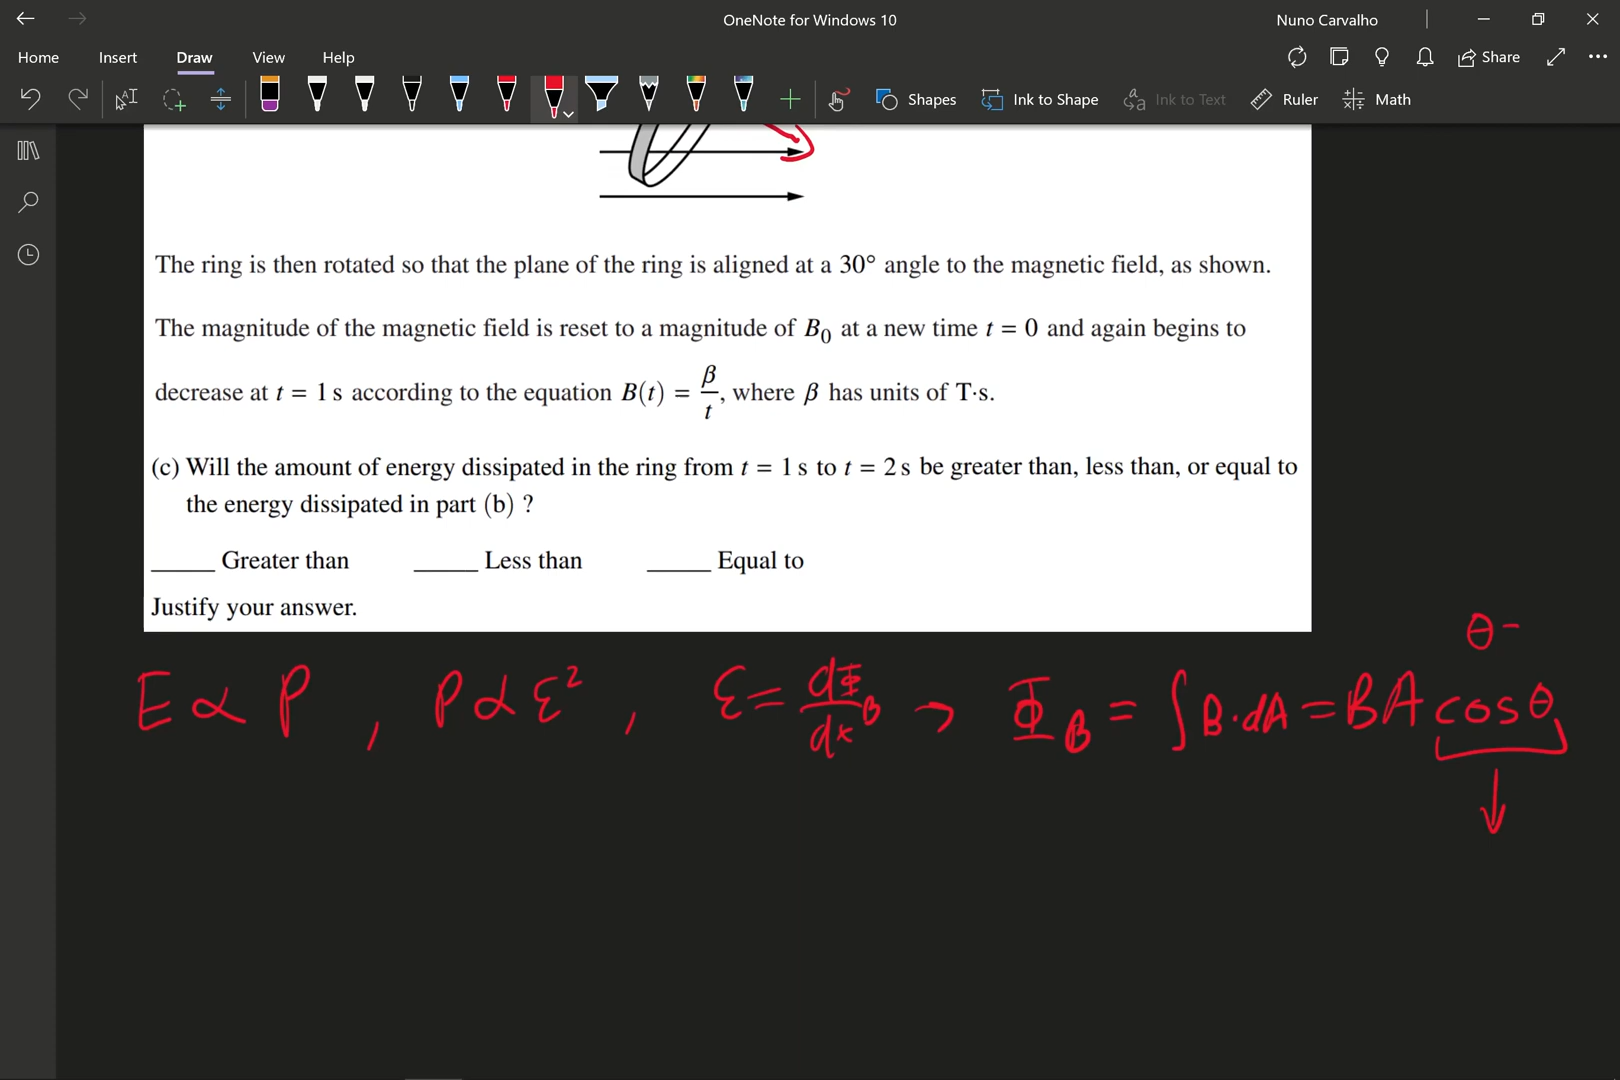 OneNote for Windows 10
Nuno Carvalho
Home Insert Draw View Help
Share
Shapes Ink to Shape Ink to Text Ruler Math
The ring is then rotated so that the plane of the ring is aligned at a 30° angle to the magnetic field, as shown.
The magnitude of the magnetic field is reset to a magnitude of B₀ at a new time t = 0 and again begins to
decrease at t = 1 s according to the equation B(t) = β/t, where β has units of T·s.
(c) Will the amount of energy dissipated in the ring from t = 1 s to t = 2 s be greater than, less than, or equal to
the energy dissipated in part (b) ?
_____ Greater than _____ Less than _____ Equal to
Justify your answer.
θ -
E ∝ P , P ∝ ε² , ε = dΦ_B/dt → Φ_B = ∫B·dA = BA cosθ
↓